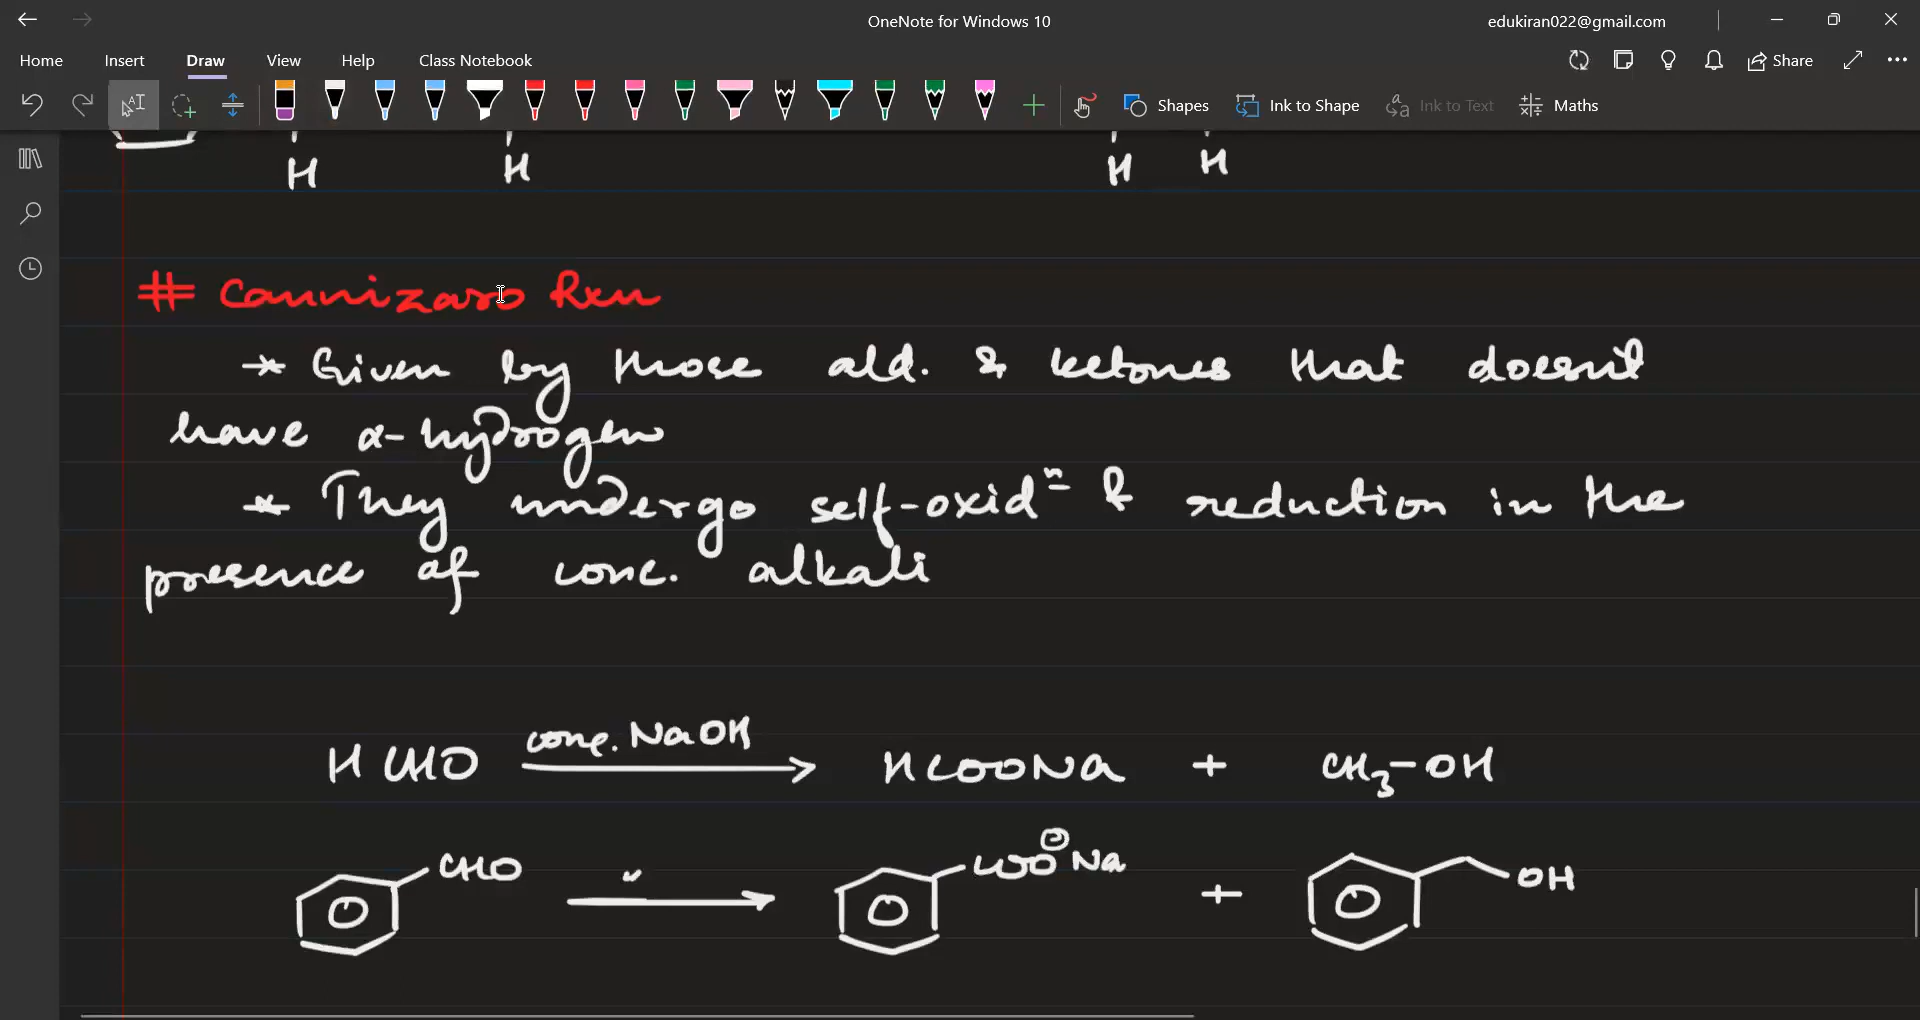 OneNote for Windows 10
edukiran022@gmail.com
Home Insert Draw View Help Class Notebook
Share
Shapes Ink to Shape Ink to Text Maths
H H H H
# Cannizaro Rxn
* Given by those ald. & ketones that doesn't
have α-hydrogen
* They undergo self-oxidⁿ & reduction in the
presence of conc. alkali
HCHO conc. NaOH → HCOONa + CH₃-OH
CHO " → COO⊖Na + OH